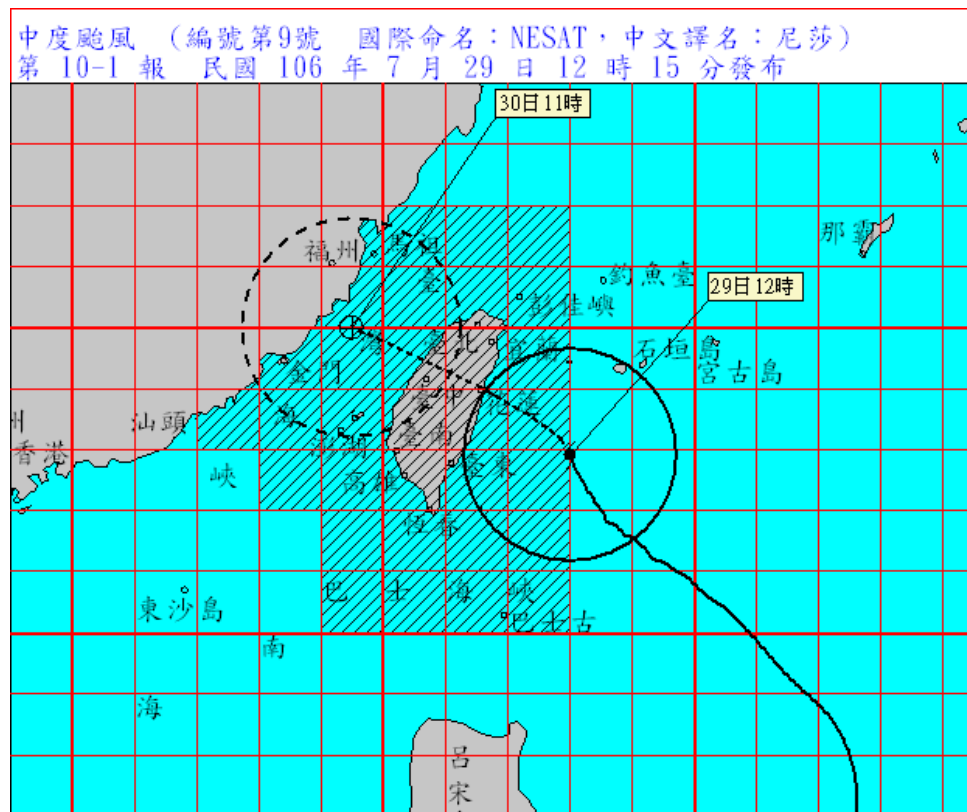 中度颱風 (編號第9號 國際命名：NESAT，中文譯名：尼莎)
第 10-1 報 民國 106 年 7 月 29 日 12 時 15 分發布
30日11時
那霸
福州
馬祖
臺
釣魚臺
29日12時
彭佳嶼
灣
臺北
宜蘭
石垣島
宮古島
金門
臺中
花蓮
海
汕頭
州
香港
澎湖
臺南
臺東
峽
高雄
恆春
巴士海峽
東沙島
巴士古
南
海
呂
宋